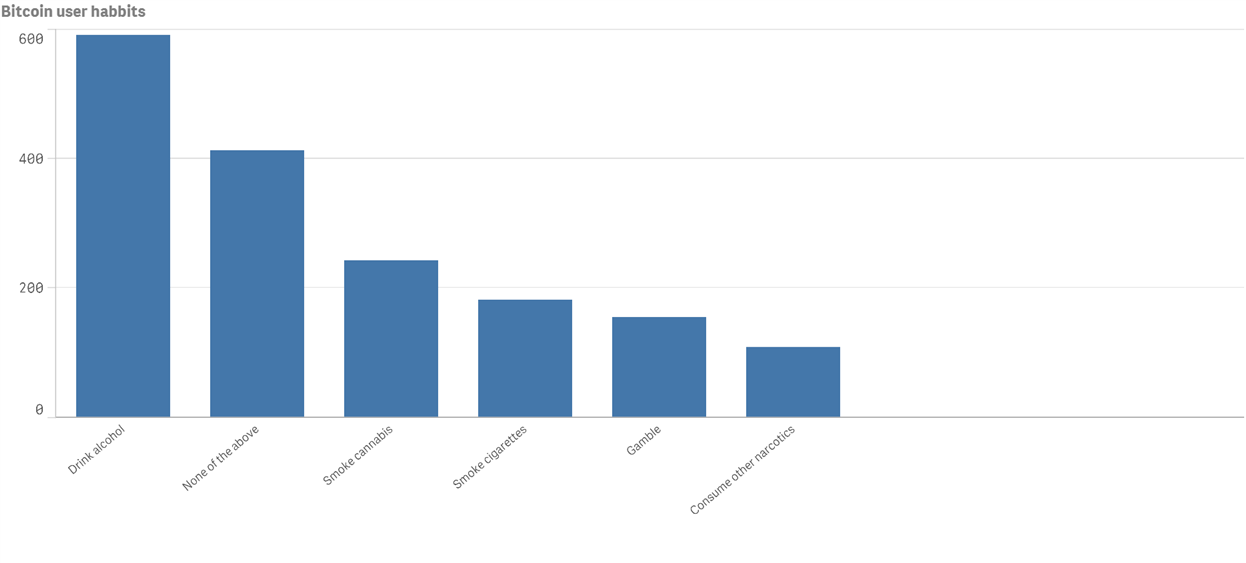 Bitcoin user habbits
600
400
200
0
Drink alcohol
None of the above
Smoke cannabis
Smoke cigarettes
Gamble
Consume other narcotics